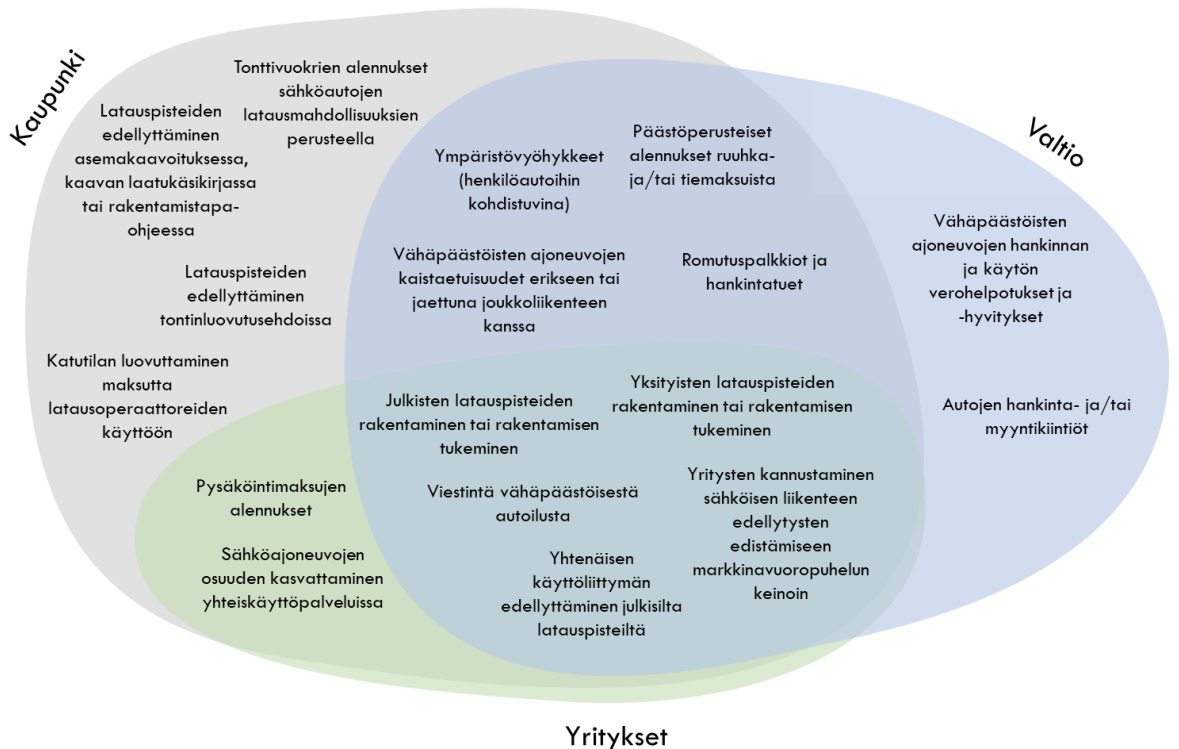 Kaupunki
Tonttivuokrien alennukset
sähköautojen
latausmahdollisuuksien
perusteella
Latauspisteiden
edellyttäminen
asemakaavoituksessa,
kaavan laatukäsikirjassa
tai rakentamistapa-
ohjeessa
Latauspisteiden
edellyttäminen
tontinluovutusehdoissa
Katutilan luovuttaminen
maksutta
latausoperaattoreiden
käyttöön
Ympäristövyöhykkeet
(henkilöautoihin
kohdistuvina)
Päästöperusteiset
alennukset ruuhka-
ja/tai tiemaksuista
Vähäpäästöisten ajoneuvojen
kaistaetuisuudet erikseen tai
jaettuna joukkoliikenteen
kanssa
Romutuspalkkiot ja
hankintatuet
Valtio
Vähäpäästöisten
ajoneuvojen hankinnan
ja käytön
verohelpotukset ja
-hyvitykset
Autojen hankinta- ja/tai
myyntikiintiöt
Julkisten latauspisteiden
rakentaminen tai rakentamisen
tukeminen
Yksityisten latauspisteiden
rakentaminen tai rakentamisen
tukeminen
Pysäköintimaksujen
alennukset
Sähköajoneuvojen
osuuden kasvattaminen
yhteiskäyttöpalveluissa
Viestintä vähäpäästöisestä
autoilusta
Yritysten kannustaminen
sähköisen liikenteen
edellytysten
edistämiseen
markkinavuoropuhelun
keinoin
Yhtenäisen
käyttöliittymän
edellyttäminen julkisilta
latauspisteiltä
Yritykset